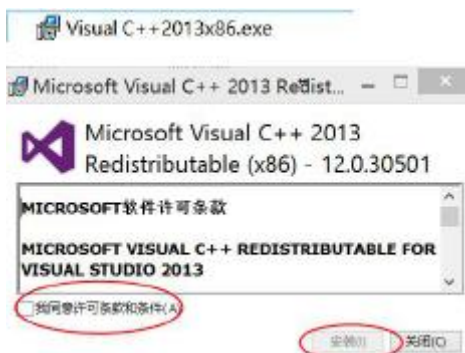 Visual C++2013x86.exe
Microsoft Visual C++ 2013 Redist... 
Microsoft Visual C++ 2013
Redistributable (x86) - 12.0.30501
MICROSOFT软件许可条款
MICROSOFT VISUAL C++ REDISTRIBUTABLE FOR
VISUAL STUDIO 2013
我同意许可条款和条件(A)
安装(I) 关闭(C)